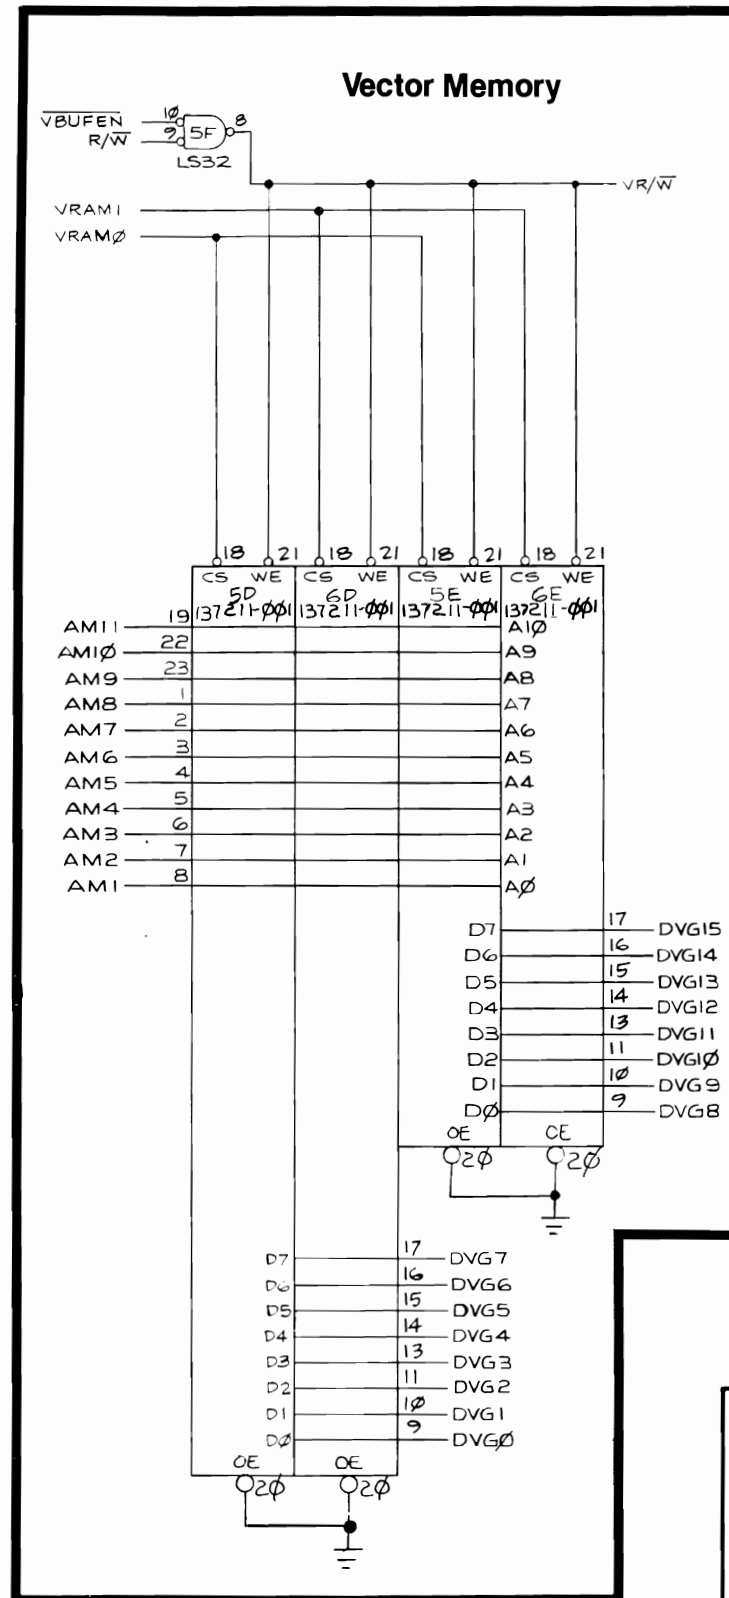 Vector Memory
VBUFEN 10
R/W 9
5F
8
LS32
VR/W
VRAM1
VRAMØ
18 21 18 21 18 21 18 21
CS WE CS WE CS WE CS WE
5D 6D 5E 6E
137211-ØØ1 137211-ØØ1 137211-ØØ1 137211-ØØ1
AM11 19 A1Ø
AM1Ø 22 A9
AM9 23 A8
AM8 1 A7
AM7 2 A6
AM6 3 A5
AM5 4 A4
AM4 5 A3
AM3 6 A2
AM2 7 A1
AM1 8 AØ
D7 17 DVG15
D6 16 DVG14
D5 15 DVG13
D4 14 DVG12
D3 13 DVG11
D2 11 DVG1Ø
D1 1Ø DVG9
DØ 9 DVG8
OE OE
2Ø 2Ø
D7 17 DVG7
D6 16 DVG6
D5 15 DVG5
D4 14 DVG4
D3 13 DVG3
D2 11 DVG2
D1 1Ø DVG1
DØ 9 DVGØ
OE OE
2Ø 2Ø